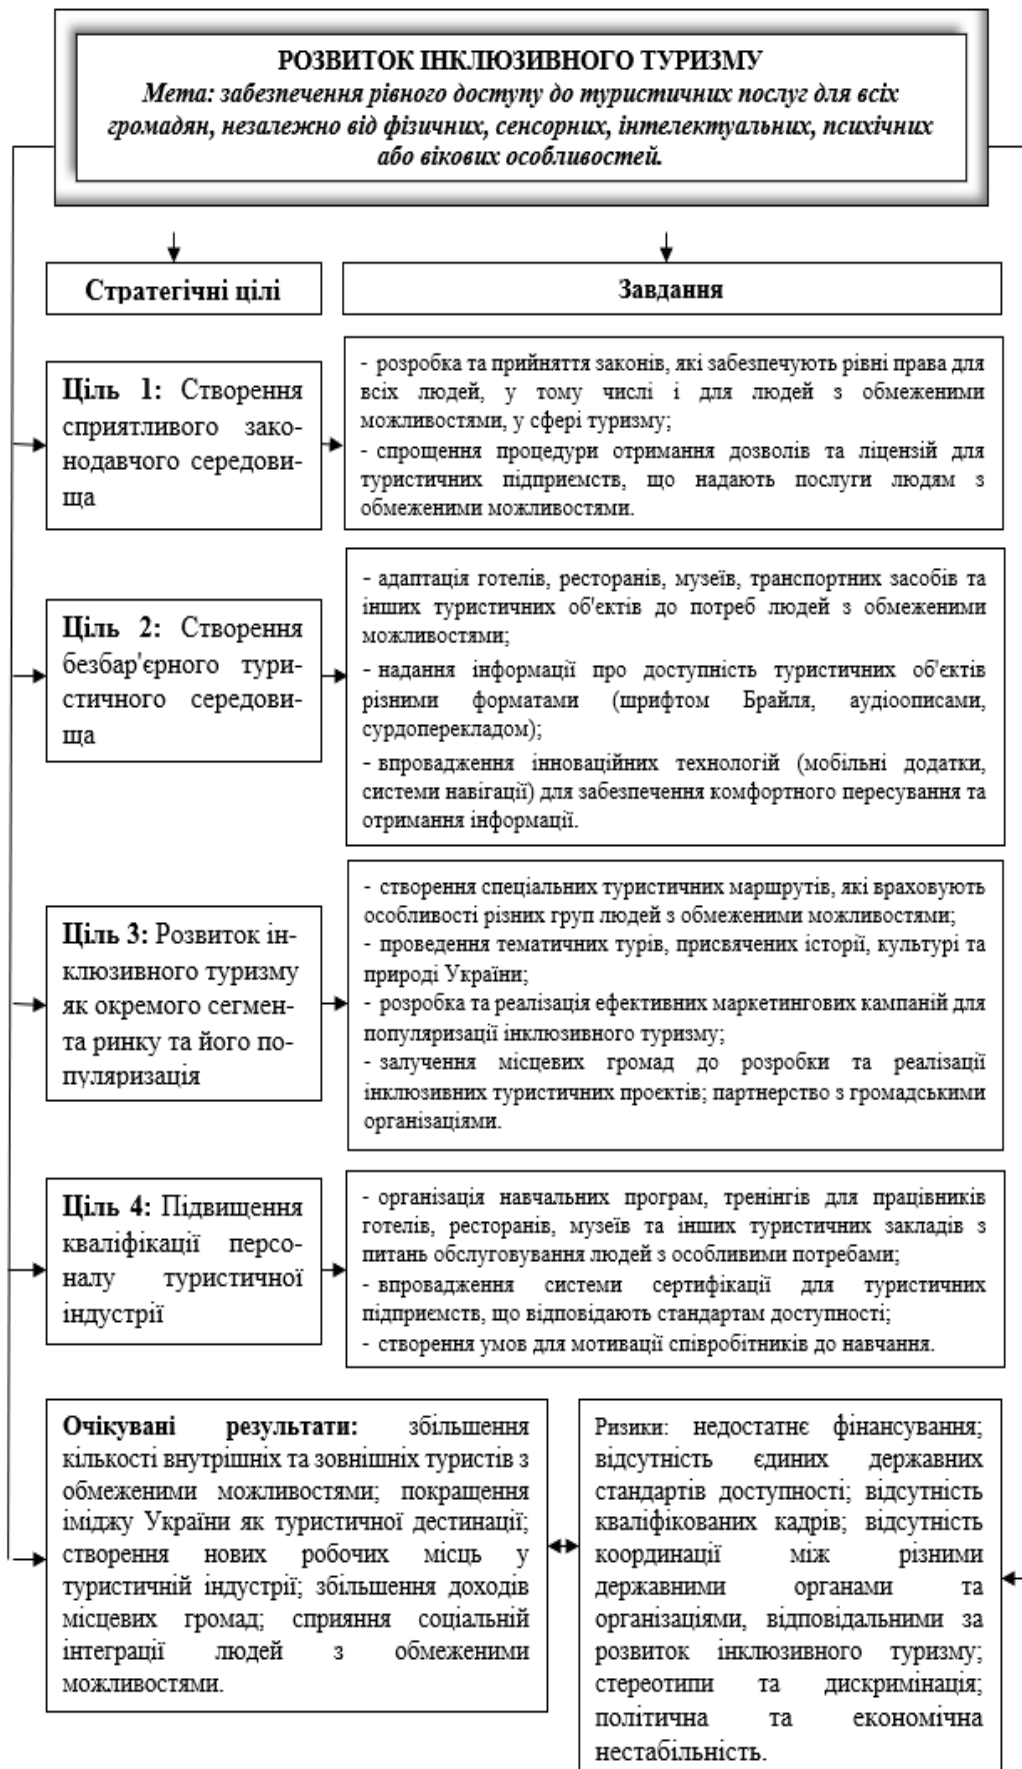 РОЗВИТОК ІНКЛЮЗИВНОГО ТУРИЗМУ
Мета: забезпечення рівного доступу до туристичних послуг для всіх
громадян, незалежно від фізичних, сенсорних, інтелектуальних, психічних
або вікових особливостей.
Стратегічні цілі
Завдання
Ціль 1: Створення
сприятливого зако-
нодавчого середови-
ща
- розробка та прийняття законів, які забезпечують рівні права для
всіх людей, у тому числі і для людей з обмеженими
можливостями, у сфері туризму;
- спрощення процедури отримання дозволів та ліцензій для
туристичних підприємств, що надають послуги людям з
обмеженими можливостями.
Ціль 2: Створення
безбар'єрного тури-
стичного середови-
ща
- адаптація готелів, ресторанів, музеїв, транспортних засобів та
інших туристичних об'єктів до потреб людей з обмеженими
можливостями;
- надання інформації про доступність туристичних об'єктів
різними форматами (шрифтом Брайля, аудіоописами,
сурдоперекладом);
- впровадження інноваційних технологій (мобільні додатки,
системи навігації) для забезпечення комфортного пересування та
отримання інформації.
Ціль 3: Розвиток ін-
клюзивного туризму
як окремого сегмен-
та ринку та його по-
пуляризація
- створення спеціальних туристичних маршрутів, які враховують
особливості різних груп людей з обмеженими можливостями;
- проведення тематичних турів, присвячених історії, культурі та
природі України;
- розробка та реалізація ефективних маркетингових кампаній для
популяризації інклюзивного туризму;
- залучення місцевих громад до розробки та реалізації
інклюзивних туристичних проєктів; партнерство з громадськими
організаціями.
Ціль 4: Підвищення
кваліфікації персо-
налу туристичної
індустрії
- організація навчальних програм, тренінгів для працівників
готелів, ресторанів, музеїв та інших туристичних закладів з
питань обслуговування людей з особливими потребами;
- впровадження системи сертифікації для туристичних
підприємств, що відповідають стандартам доступності;
- створення умов для мотивації співробітників до навчання.
Очікувані результати: збільшення
кількості внутрішніх та зовнішніх туристів з
обмеженими можливостями; покращення
іміджу України як туристичної дестинації;
створення нових робочих місць у
туристичній індустрії; збільшення доходів
місцевих громад; сприяння соціальній
інтеграції людей з обмеженими
можливостями.
Ризики: недостатнє фінансування;
відсутність єдиних державних
стандартів доступності; відсутність
кваліфікованих кадрів; відсутність
координації між різними
державними органами та
організаціями, відповідальними за
розвиток інклюзивного туризму;
стереотипи та дискримінація;
політична та економічна
нестабільність.